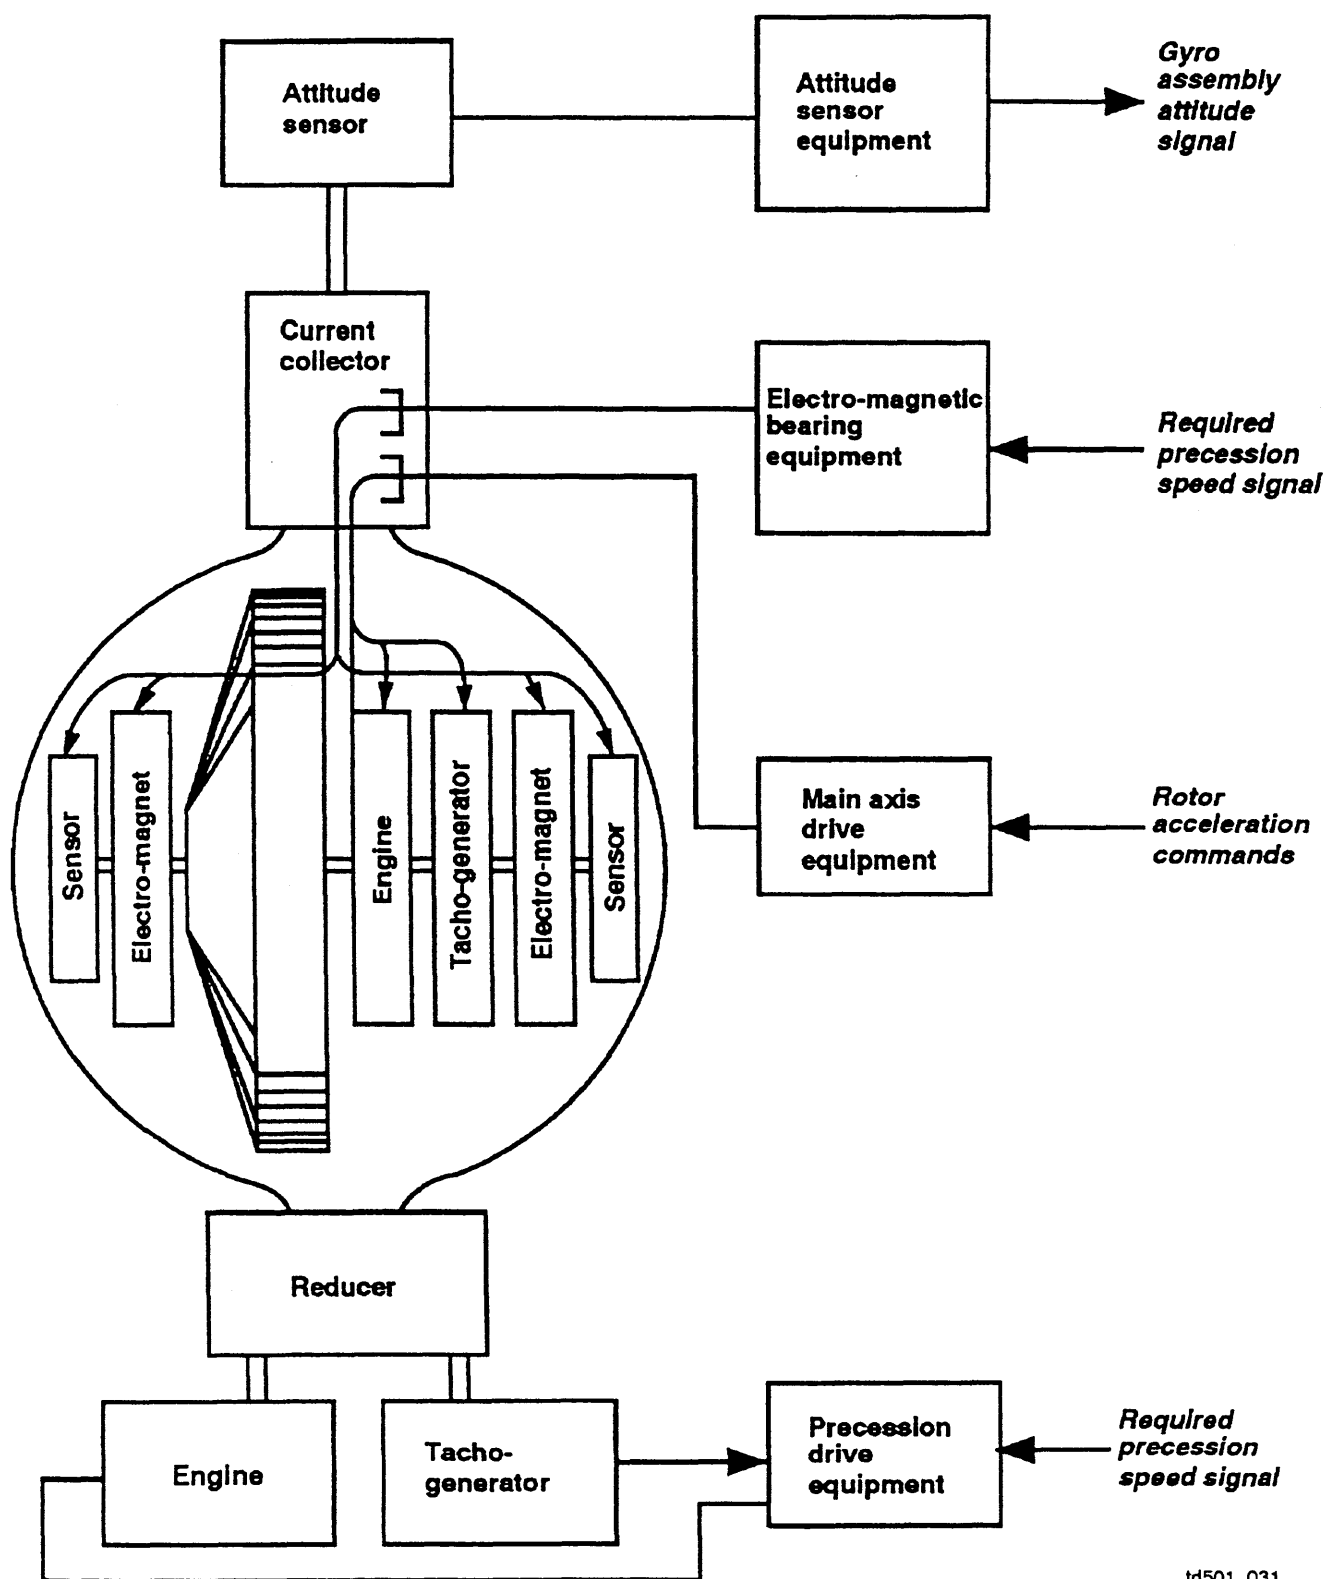 Attitude
sensor
Attitude
sensor
equipment
Gyro
assembly
attitude
signal
Current
collector
Electro-magnetic
bearing
equipment
Required
precession
speed signal
Sensor
Electro-magnet
Engine
Tacho-generator
Electro-magnet
Sensor
Main axis
drive
equipment
Rotor
acceleration
commands
Reducer
Engine
Tacho-
generator
Precession
drive
equipment
Required
precession
speed signal
td501_031